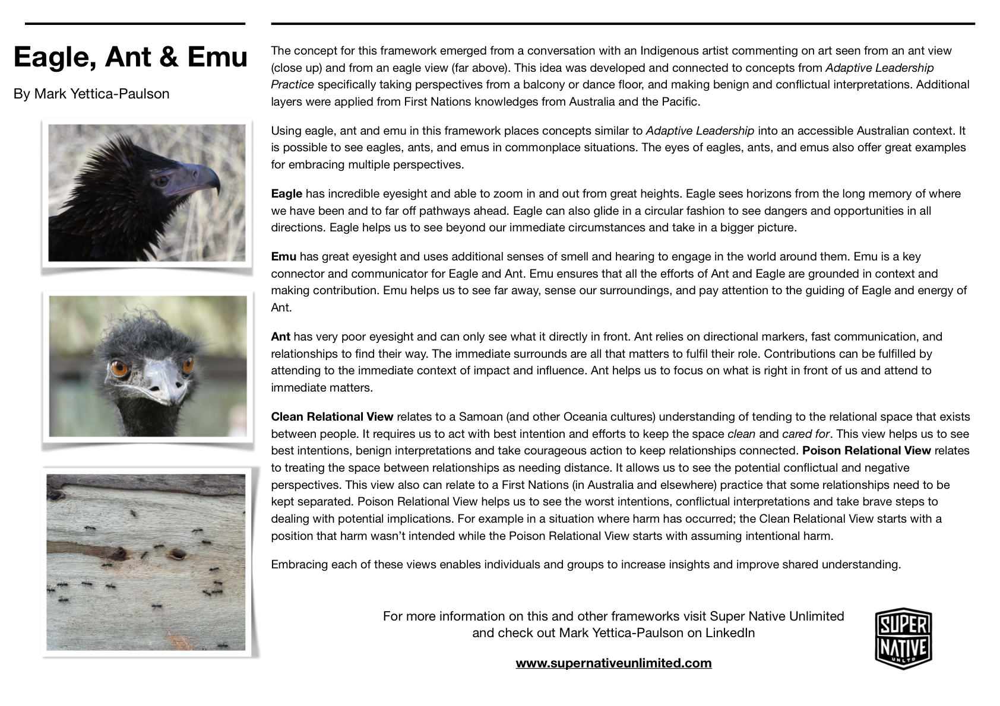 Eagle, Ant & Emu
By Mark Yettica-Paulson
The concept for this framework emerged from a conversation with an Indigenous artist commenting on art seen from an ant view
(close up) and from an eagle view (far above). This idea was developed and connected to concepts from Adaptive Leadership
Practice specifically taking perspectives from a balcony or dance floor, and making benign and conflictual interpretations. Additional
layers were applied from First Nations knowledges from Australia and the Pacific.
Using eagle, ant and emu in this framework places concepts similar to Adaptive Leadership into an accessible Australian context. It
is possible to see eagles, ants, and emus in commonplace situations. The eyes of eagles, ants, and emus also offer great examples
for embracing multiple perspectives.
Eagle has incredible eyesight and able to zoom in and out from great heights. Eagle sees horizons from the long memory of where
we have been and to far off pathways ahead. Eagle can also glide in a circular fashion to see dangers and opportunities in all
directions. Eagle helps us to see beyond our immediate circumstances and take in a bigger picture.
Emu has great eyesight and uses additional senses of smell and hearing to engage in the world around them. Emu is a key
connector and communicator for Eagle and Ant. Emu ensures that all the efforts of Ant and Eagle are grounded in context and
making contribution. Emu helps us to see far away, sense our surroundings, and pay attention to the guiding of Eagle and energy of
Ant.
Ant has very poor eyesight and can only see what it directly in front. Ant relies on directional markers, fast communication, and
relationships to find their way. The immediate surrounds are all that matters to fulfil their role. Contributions can be fulfilled by
attending to the immediate context of impact and influence. Ant helps us to focus on what is right in front of us and attend to
immediate matters.
Clean Relational View relates to a Samoan (and other Oceania cultures) understanding of tending to the relational space that exists
between people. It requires us to act with best intention and efforts to keep the space clean and cared for. This view helps us to see
best intentions, benign interpretations and take courageous action to keep relationships connected. Poison Relational View relates
to treating the space between relationships as needing distance. It allows us to see the potential conflictual and negative
perspectives. This view also can relate to a First Nations (in Australia and elsewhere) practice that some relationships need to be
kept separated. Poison Relational View helps us to see the worst intentions, conflictual interpretations and take brave steps to
dealing with potential implications. For example in a situation where harm has occurred; the Clean Relational View starts with a
position that harm wasn’t intended while the Poison Relational View starts with assuming intentional harm.
Embracing each of these views enables individuals and groups to increase insights and improve shared understanding.
For more information on this and other frameworks visit Super Native Unlimited
and check out Mark Yettica-Paulson on LinkedIn
www.supernativeunlimited.com
SUPER
NATIVE
UNLTD